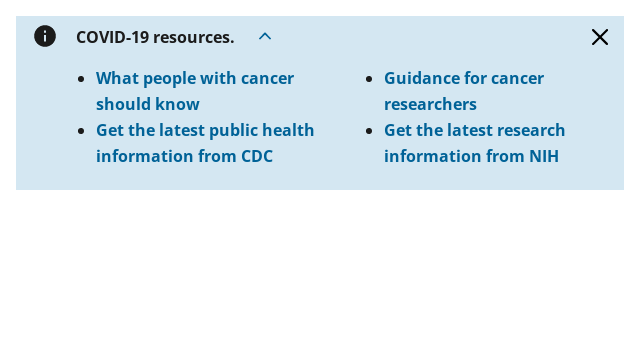 COVID-19 resources.
What people with cancer
should know
Get the latest public health
information from CDC
Guidance for cancer
researchers
Get the latest research
information from NIH